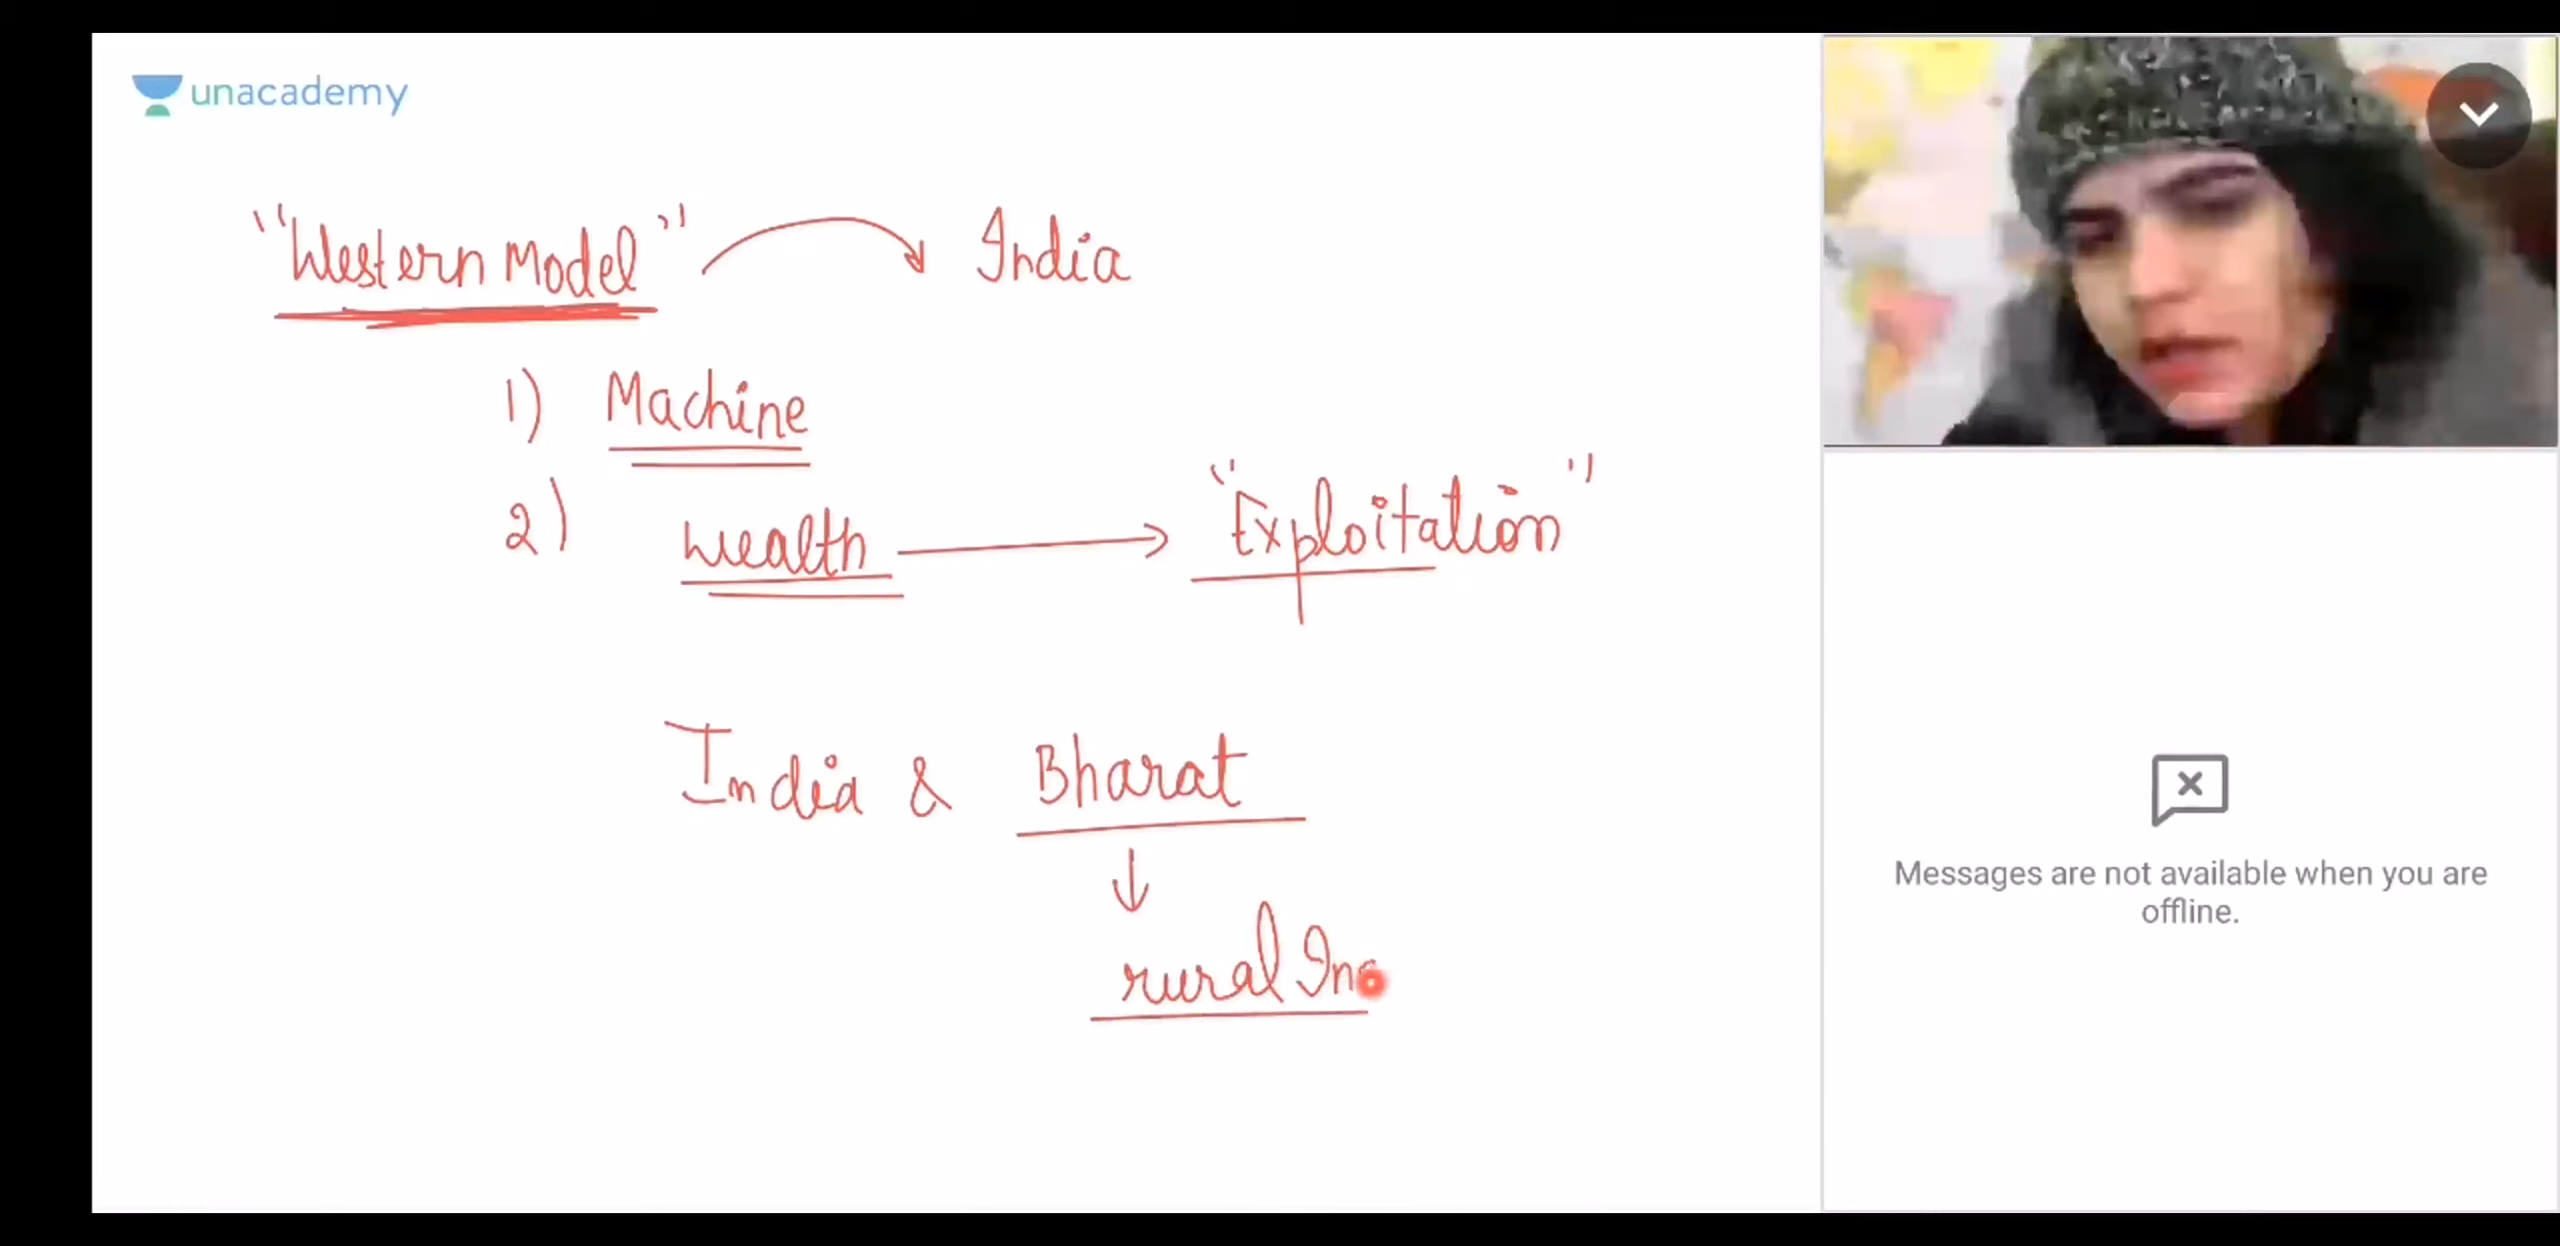 unacademy
"Western Model" India
1) Machine
2) wealth "Exploitation"
India & Bharat
rural In
Messages are not available when you are
offline.